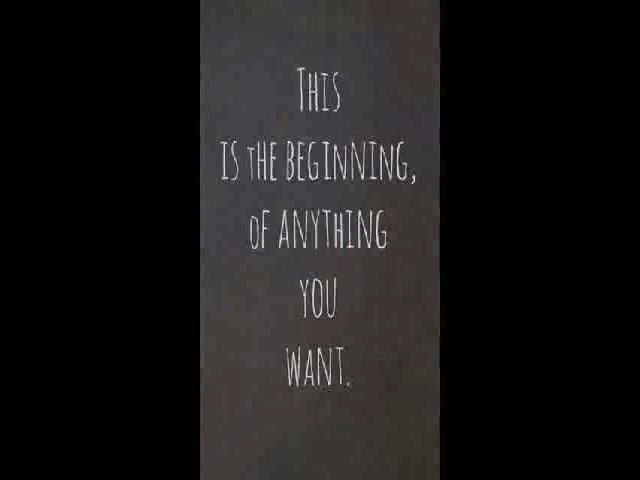 This
is the beginning,
of anything
you
want.